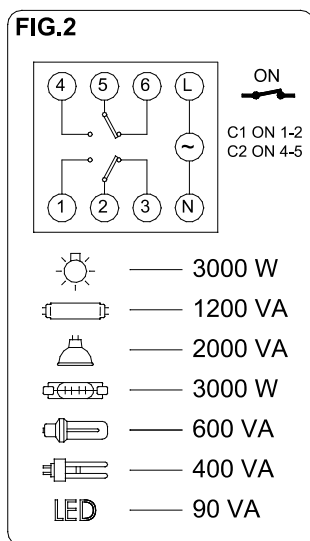 FIG.2
4 5 6 L
ON
~
C1 ON 1-2
C2 ON 4-5
1 2 3 N
3000 W
1200 VA
2000 VA
3000 W
600 VA
400 VA
LED 90 VA